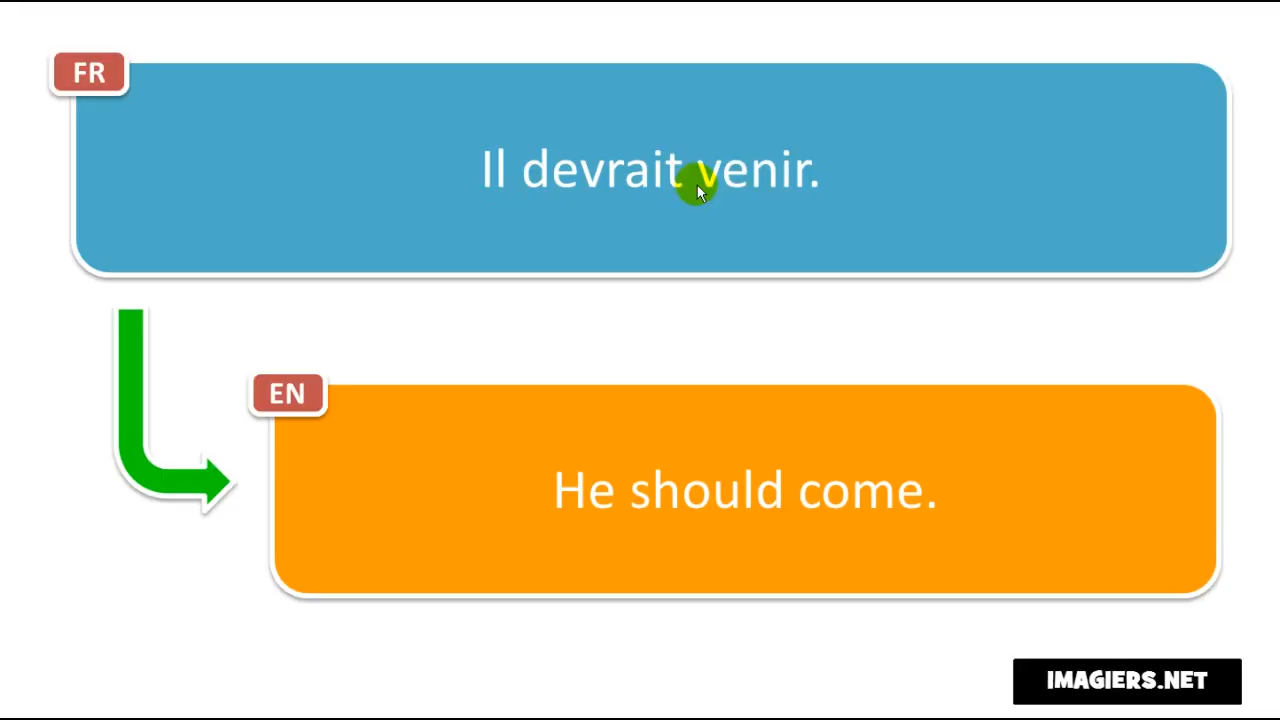 FR
Il devrait venir.
EN
He should come.
IMAGIERS.NET